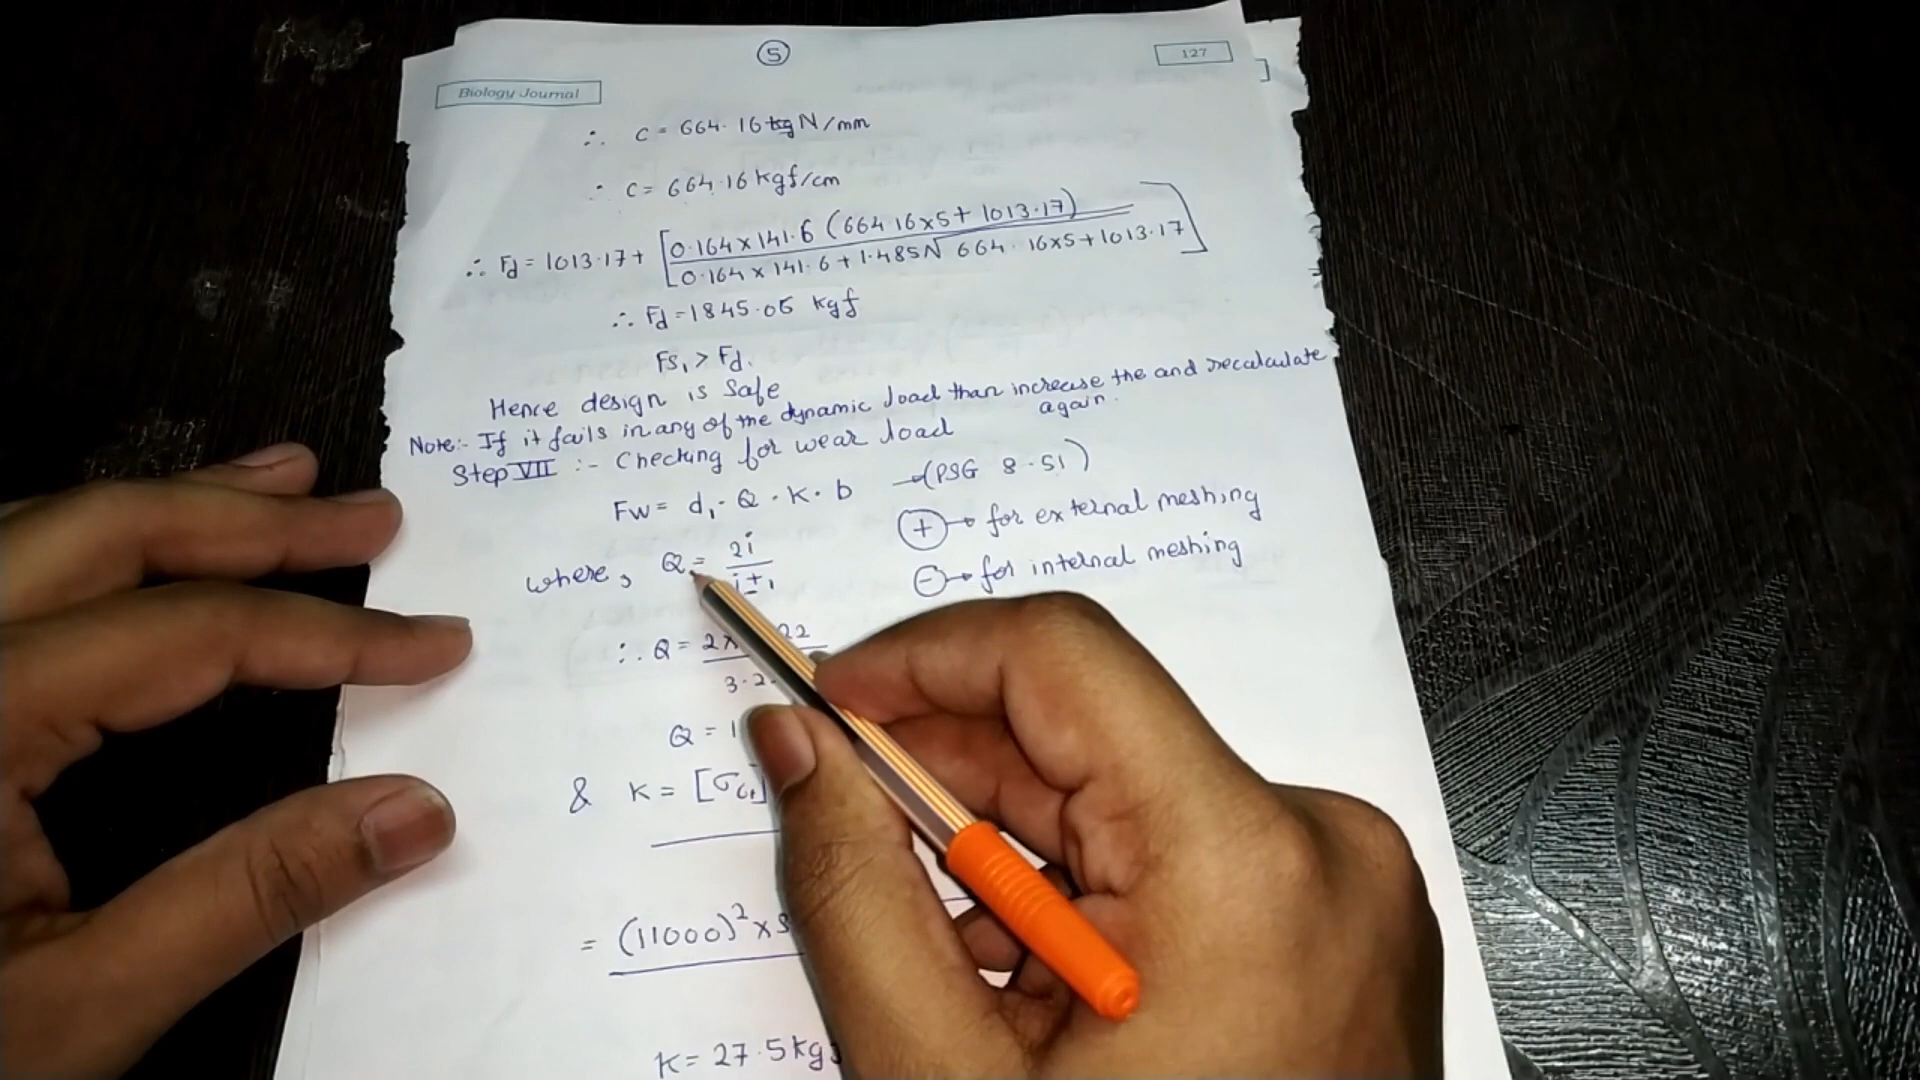 5
127
Biology Journal
∴ C = 664.16 kg N/mm
∴ C = 664.16 kgf/cm
∴ Fd = 1013.17 + [0.164 x 141.6 (664.16x5 + 1013.17) / 0.164 x 141.6 + 1.485√ 664.16x5 + 1013.17]
∴ Fd = 1845.05 kgf
Fs1 > Fd.
Hence design is safe
Note:- If it fails in any of the dynamic load than increase the and recalculate again.
Step VII :- Checking for wear load
Fw = d1 · Q · K · b → (PSG 8.51)
+ → for external meshing
where, Q = 2i / i ± 1
- → for internal meshing
∴ Q = 2x 22 / 3.2
Q = 1
& K = [σc]
= (11000)² x
K = 27.5 kg